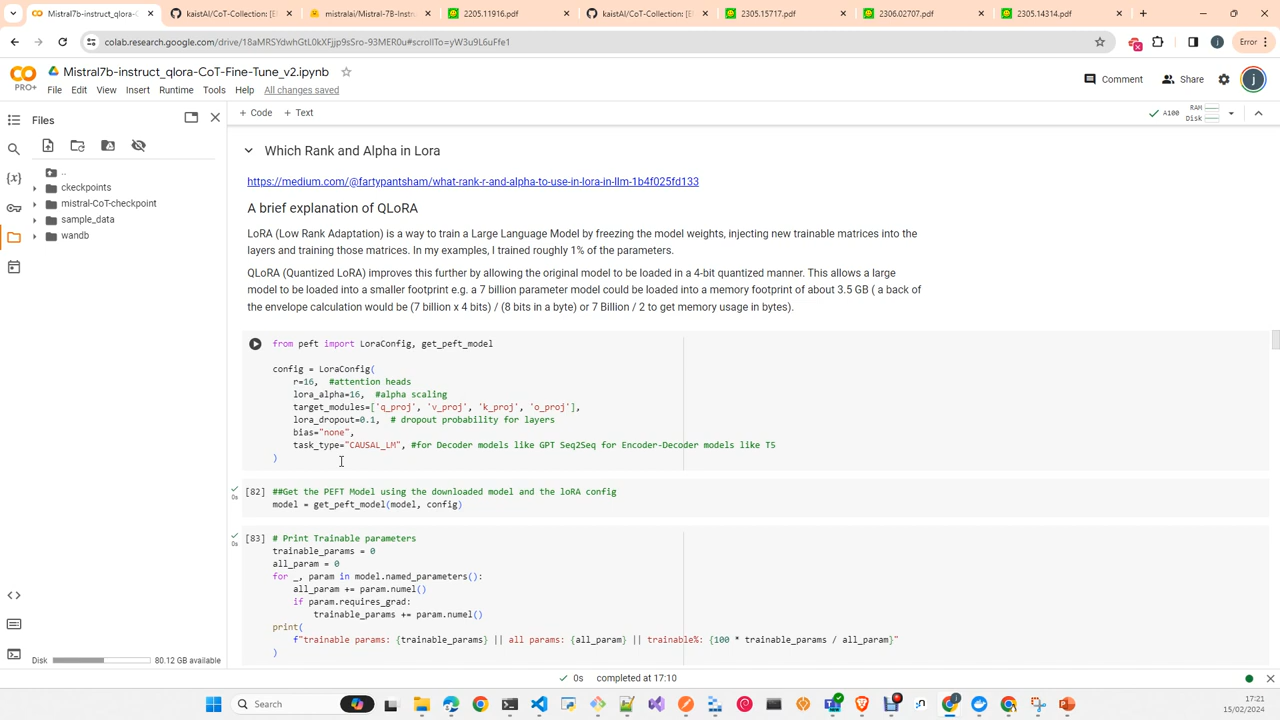 Mistral7b-instruct_qlora-C
kaistAI/CoT-Collection: [E
mistralai/Mistral-7B-Instr
2205.11916.pdf
kaistAI/CoT-Collection: [E
2305.15717.pdf
2306.02707.pdf
2305.14314.pdf
colab.research.google.com/drive/18aMRSYdwhGtL0kXFjjp9sSro-93MER0u#scrollTo=yW3u9L6uFfe1
j
Error
CO
PRO+
Mistral7b-instruct_qlora-CoT-Fine-Tune_v2.ipynb
File Edit View Insert Runtime Tools Help All changes saved
Comment
Share
j
Files
+ Code + Text
A100
RAM
Disk
..
ckeckpoints
mistral-CoT-checkpoint
sample_data
wandb
{x}
Which Rank and Alpha in Lora
https://medium.com/@fartypantsham/what-rank-r-and-alpha-to-use-in-lora-in-llm-1b4f025fd133
A brief explanation of QLoRA
LoRA (Low Rank Adaptation) is a way to train a Large Language Model by freezing the model weights, injecting new trainable matrices into the
layers and training those matrices. In my examples, I trained roughly 1% of the parameters.
QLoRA (Quantized LoRA) improves this further by allowing the original model to be loaded in a 4-bit quantized manner. This allows a large
model to be loaded into a smaller footprint e.g. a 7 billion parameter model could be loaded into a memory footprint of about 3.5 GB ( a back of
the envelope calculation would be (7 billion x 4 bits) / (8 bits in a byte) or 7 Billion / 2 to get memory usage in bytes).
from peft import LoraConfig, get_peft_model
config = LoraConfig(
r=16, #attention heads
lora_alpha=16, #alpha scaling
target_modules=['q_proj', 'v_proj', 'k_proj', 'o_proj'],
lora_dropout=0.1, # dropout probability for layers
bias="none",
task_type="CAUSAL_LM", #for Decoder models like GPT Seq2Seq for Encoder-Decoder models like T5
)
0s
[82] ##Get the PEFT Model using the downloaded model and the loRA config
model = get_peft_model(model, config)
0s
[83] # Print Trainable parameters
trainable_params = 0
all_param = 0
for _, param in model.named_parameters():
all_param += param.numel()
if param.requires_grad:
trainable_params += param.numel()
print(
f"trainable params: {trainable_params} || all params: {all_param} || trainable%: {100 * trainable_params / all_param}"
)
Disk
80.12 GB available
0s completed at 17:10
Search
17:21
15/02/2024